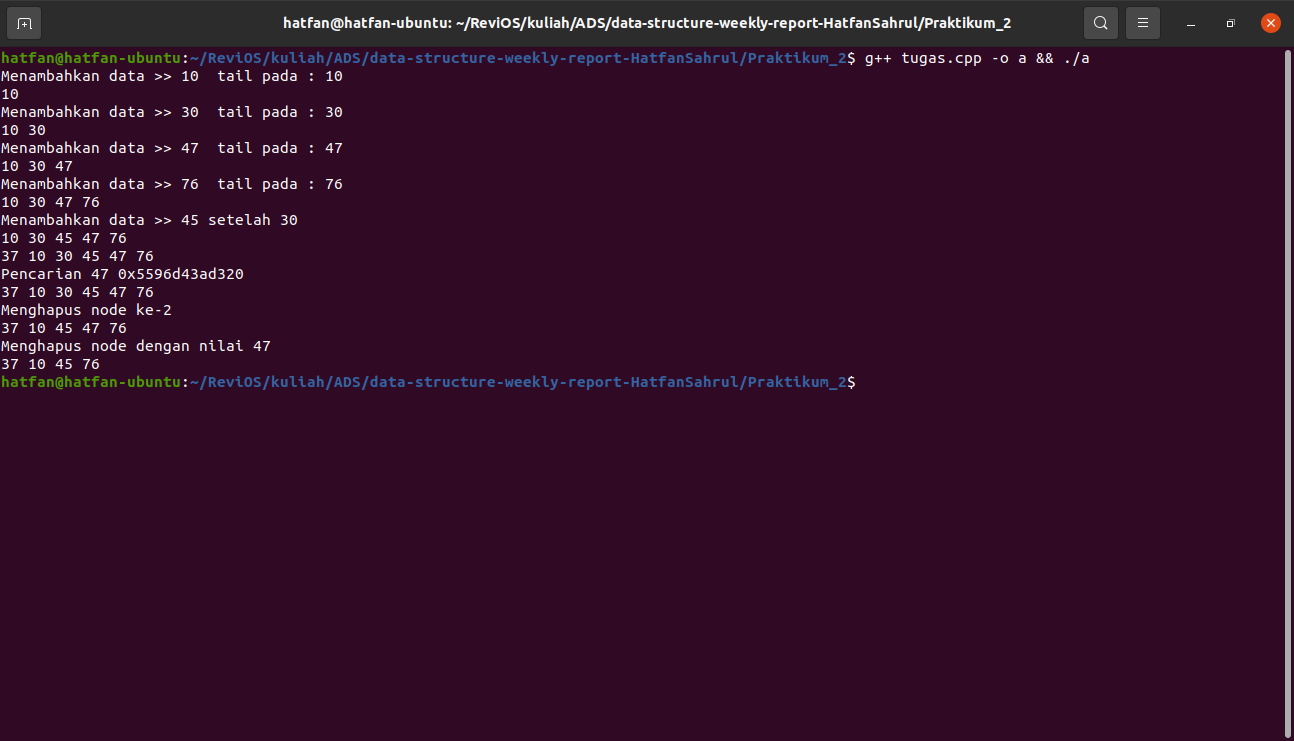 hatfan@hatfan-ubuntu: ~/ReviOS/kuliah/ADS/data-structure-weekly-report-HatfanSahrul/Praktikum_2
hatfan@hatfan-ubuntu:~/ReviOS/kuliah/ADS/data-structure-weekly-report-HatfanSahrul/Praktikum_2$ g++ tugas.cpp -o a && ./a
Menambahkan data >> 10  tail pada : 10
10
Menambahkan data >> 30  tail pada : 30
10 30
Menambahkan data >> 47  tail pada : 47
10 30 47
Menambahkan data >> 76  tail pada : 76
10 30 47 76
Menambahkan data >> 45 setelah 30
10 30 45 47 76
37 10 30 45 47 76
Pencarian 47 0x5596d43ad320
37 10 30 45 47 76
Menghapus node ke-2
37 10 45 47 76
Menghapus node dengan nilai 47
37 10 45 76
hatfan@hatfan-ubuntu:~/ReviOS/kuliah/ADS/data-structure-weekly-report-HatfanSahrul/Praktikum_2$